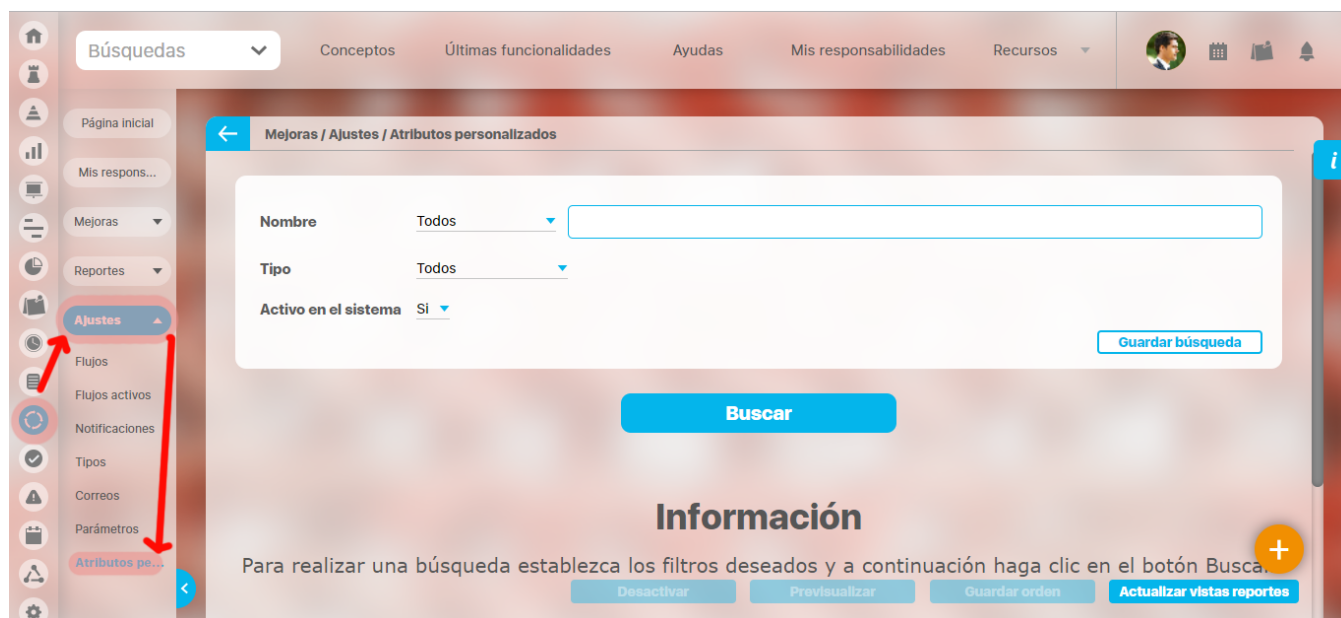 Búsquedas
Conceptos
Últimas funcionalidades
Ayudas
Mis responsabilidades
Recursos
Página inicial
Mis respons...
Mejoras
Reportes
Ajustes
Flujos
Flujos activos
Notificaciones
Tipos
Correos
Parámetros
Atributos pe...
Mejoras / Ajustes / Atributos personalizados
i
Nombre Todos
Tipo Todos
Activo en el sistema Si
Guardar búsqueda
Buscar
Información
Para realizar una búsqueda establezca los filtros deseados y a continuación haga clic en el botón Busca
Desactivar
Previsualizar
Guardar orden
Actualizar vistas reportes